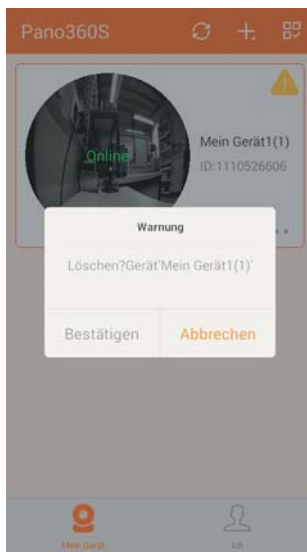 Pano360S
Online
Mein Gerät1(1)
ID:1110526606
Warnung
Löschen?Gerät'Mein Gerät1(1)'
Bestätigen
Abbrechen
Mein Gerät
Ich